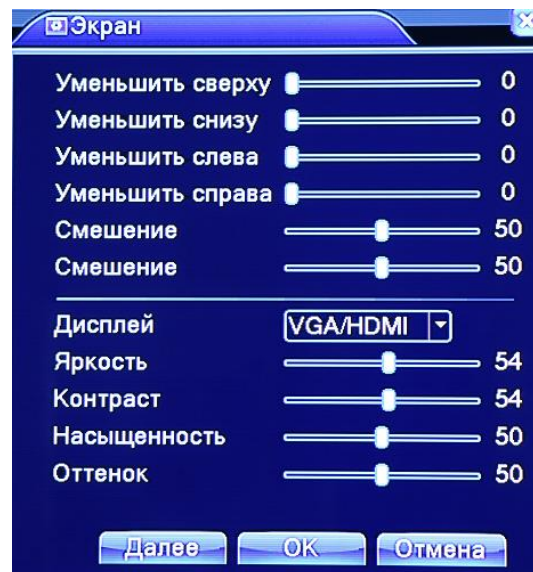 Экран
Уменьшить сверху 0
Уменьшить снизу 0
Уменьшить слева 0
Уменьшить справа 0
Смешение 50
Смешение 50
Дисплей VGA/HDMI
Яркость 54
Контраст 54
Насыщенность 50
Оттенок 50
Далее OK Отмена